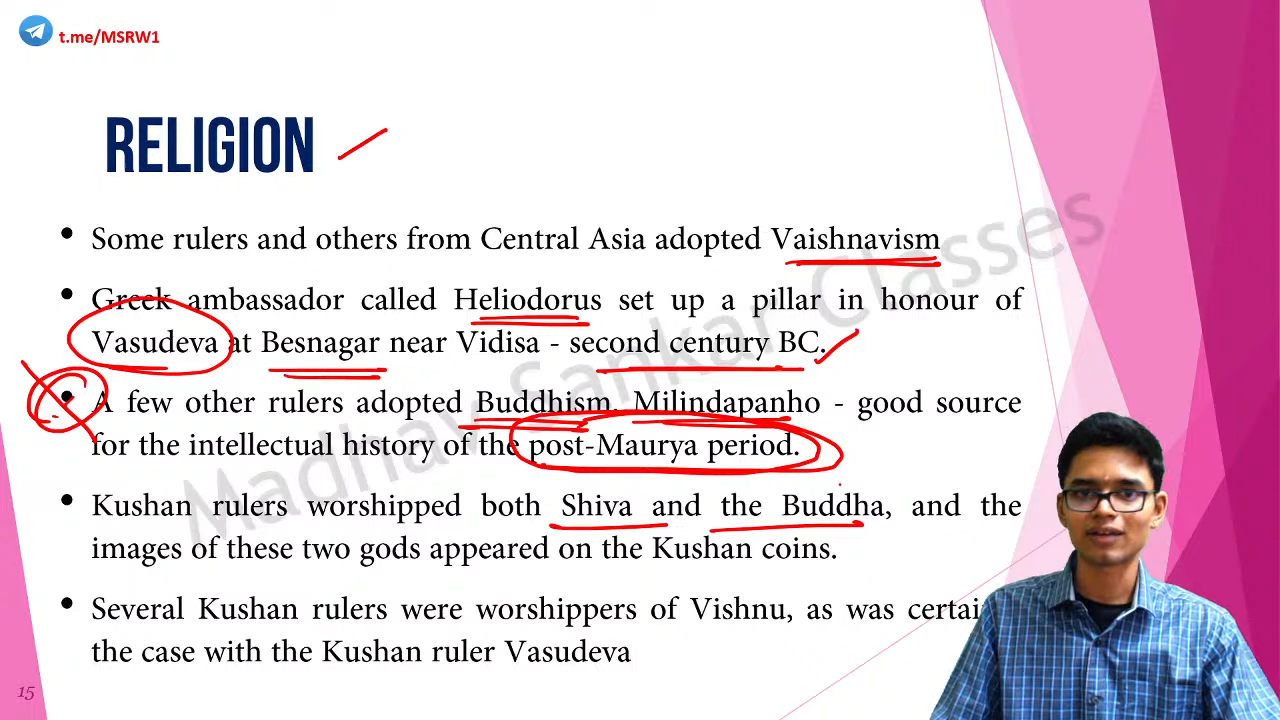 t.me/MSRW1
RELIGION
• Some rulers and others from Central Asia adopted Vaishnavism
• Greek ambassador called Heliodorus set up a pillar in honour of
Vasudeva at Besnagar near Vidisa - second century BC.
• A few other rulers adopted Buddhism. Milindapanho - good source
for the intellectual history of the post-Maurya period.
• Kushan rulers worshipped both Shiva and the Buddha, and the
images of these two gods appeared on the Kushan coins.
• Several Kushan rulers were worshippers of Vishnu, as was certain
the case with the Kushan ruler Vasudeva
15
Madhav Sankar Classes